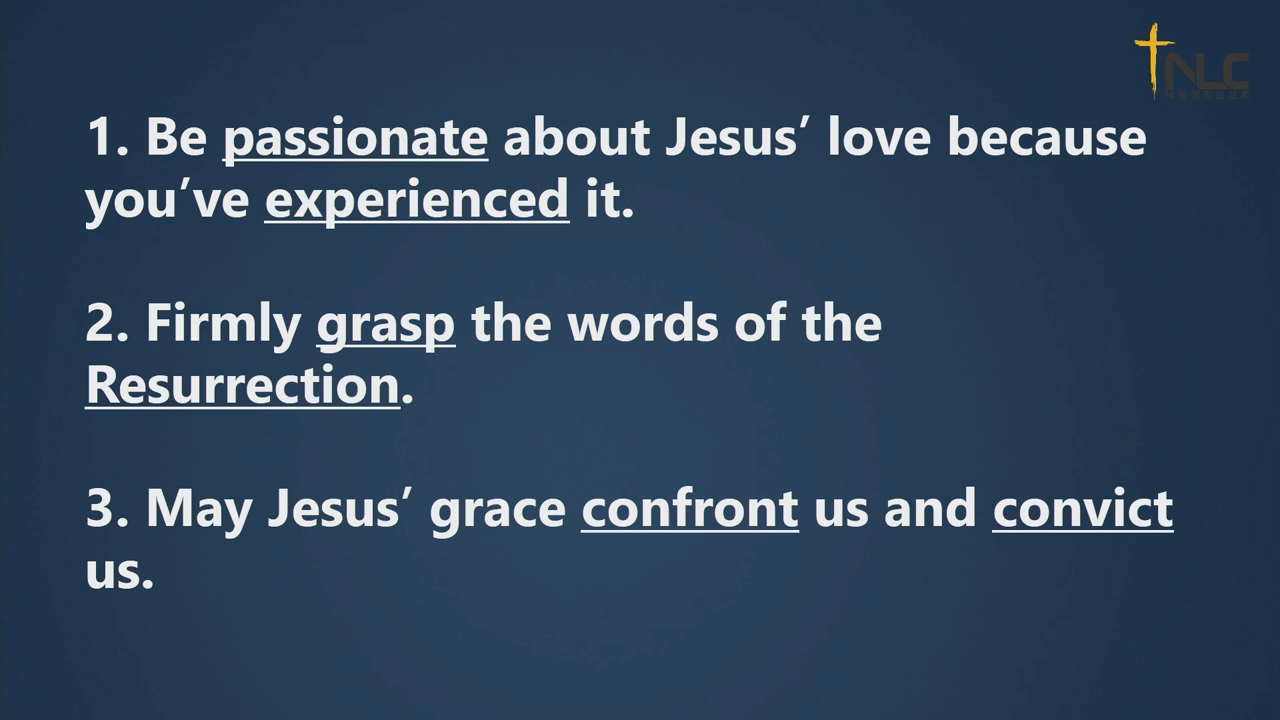 NLC
1. Be passionate about Jesus’ love because
you’ve experienced it.
2. Firmly grasp the words of the
Resurrection.
3. May Jesus’ grace confront us and convict
us.